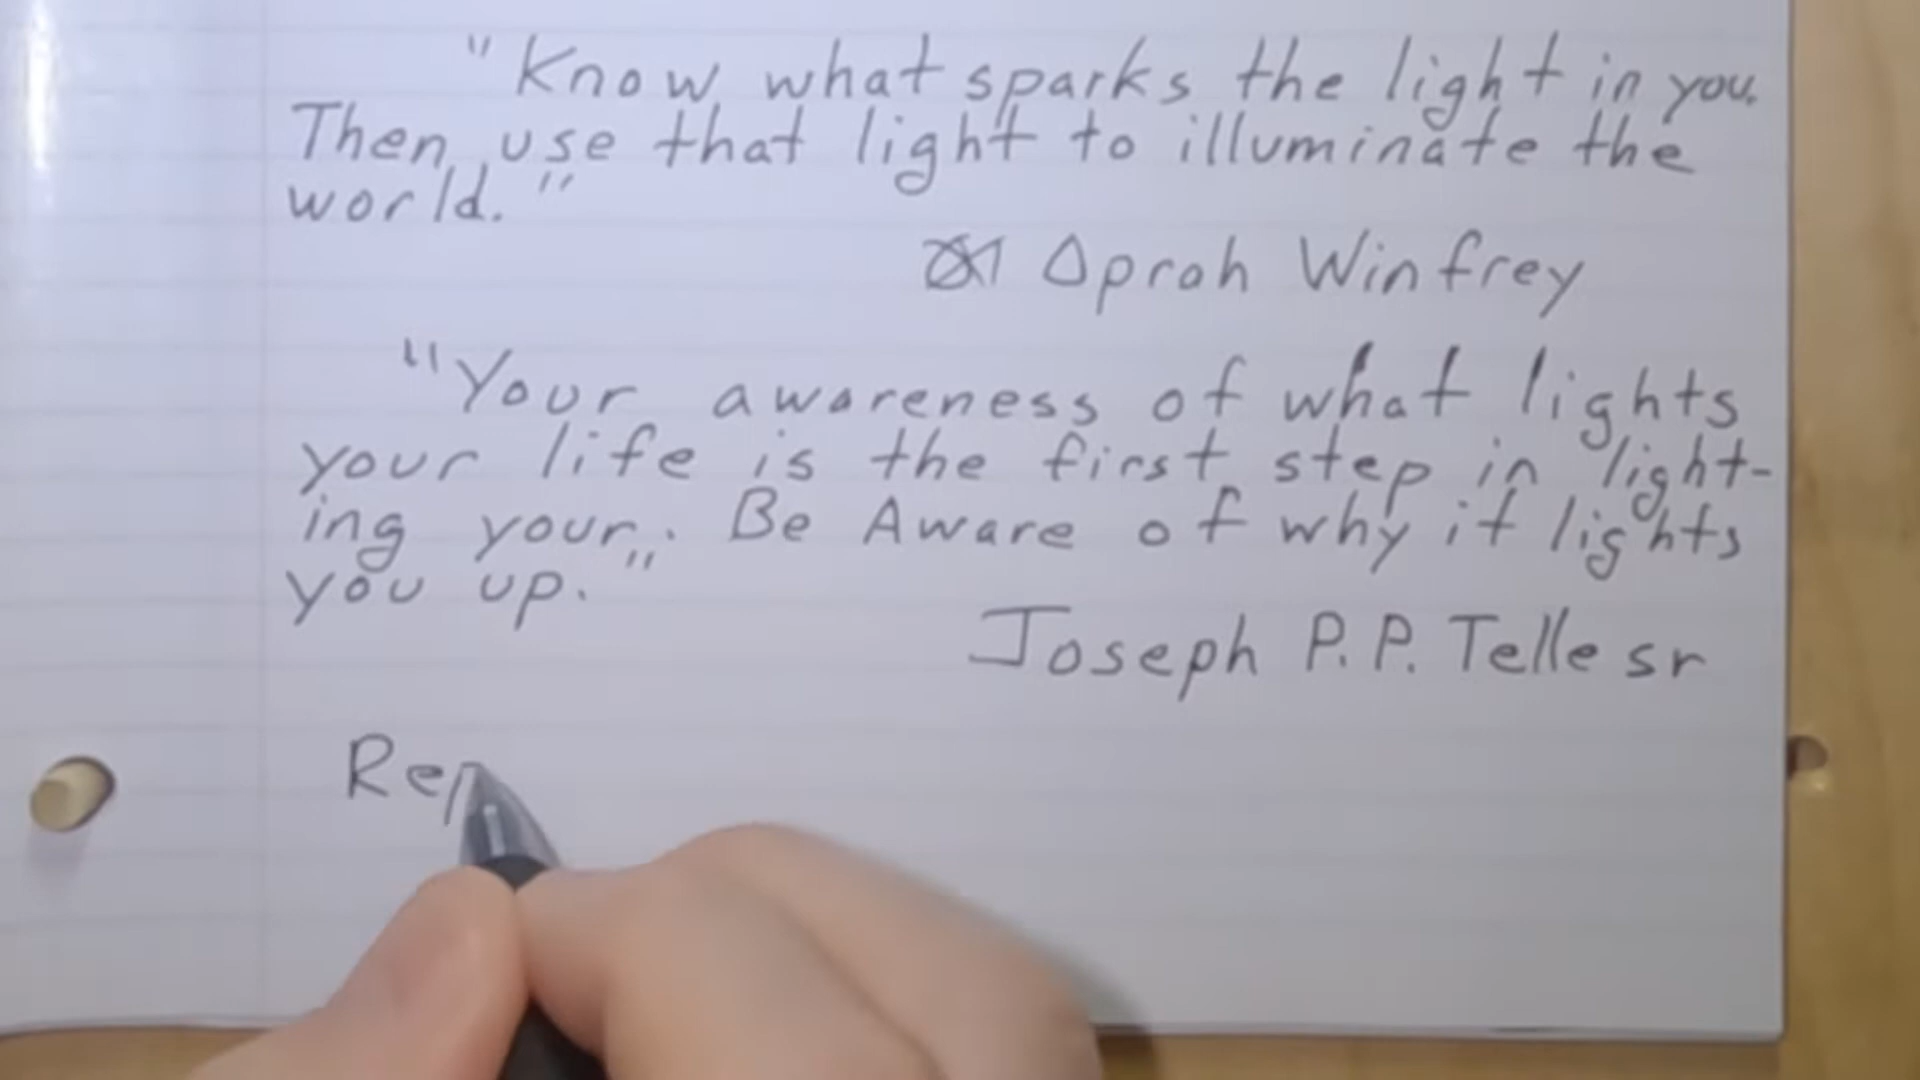 "Know what sparks the light in you.
Then use that light to illuminate the
world."
Oprah Winfrey
"Your awareness of what lights
your life is the first step in light-
ing your. Be Aware of why it lights
you up."
Joseph P.P. Telle sr
Rep